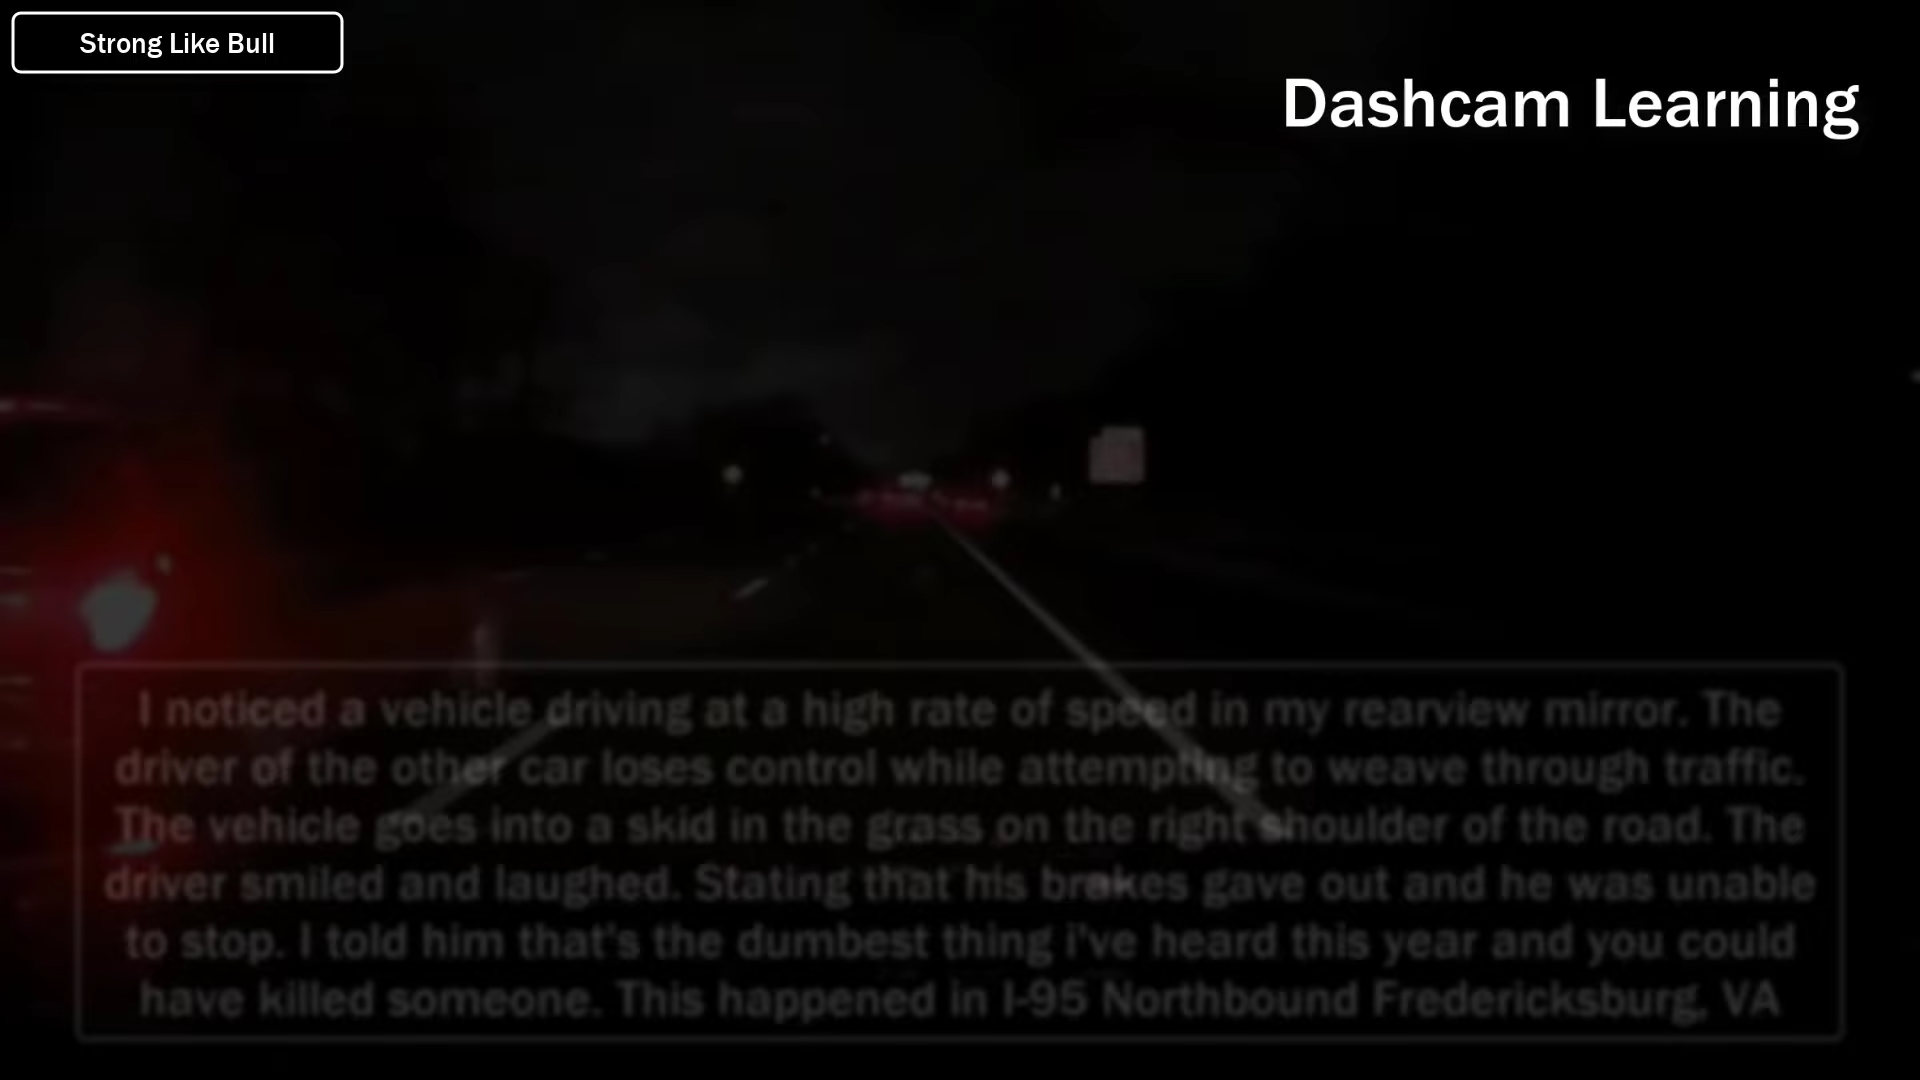 Strong Like Bull
Dashcam Learning
I noticed a vehicle driving at a high rate of speed in my rearview mirror. The
driver of the other car loses control while attempting to weave through traffic.
The vehicle goes into a skid in the grass on the right shoulder of the road. The
driver smiled and laughed. Stating that his brakes gave out and he was unable
to stop. I told him that's the dumbest thing i've heard this year and you could
have killed someone. This happened in I-95 Northbound Fredericksburg, VA